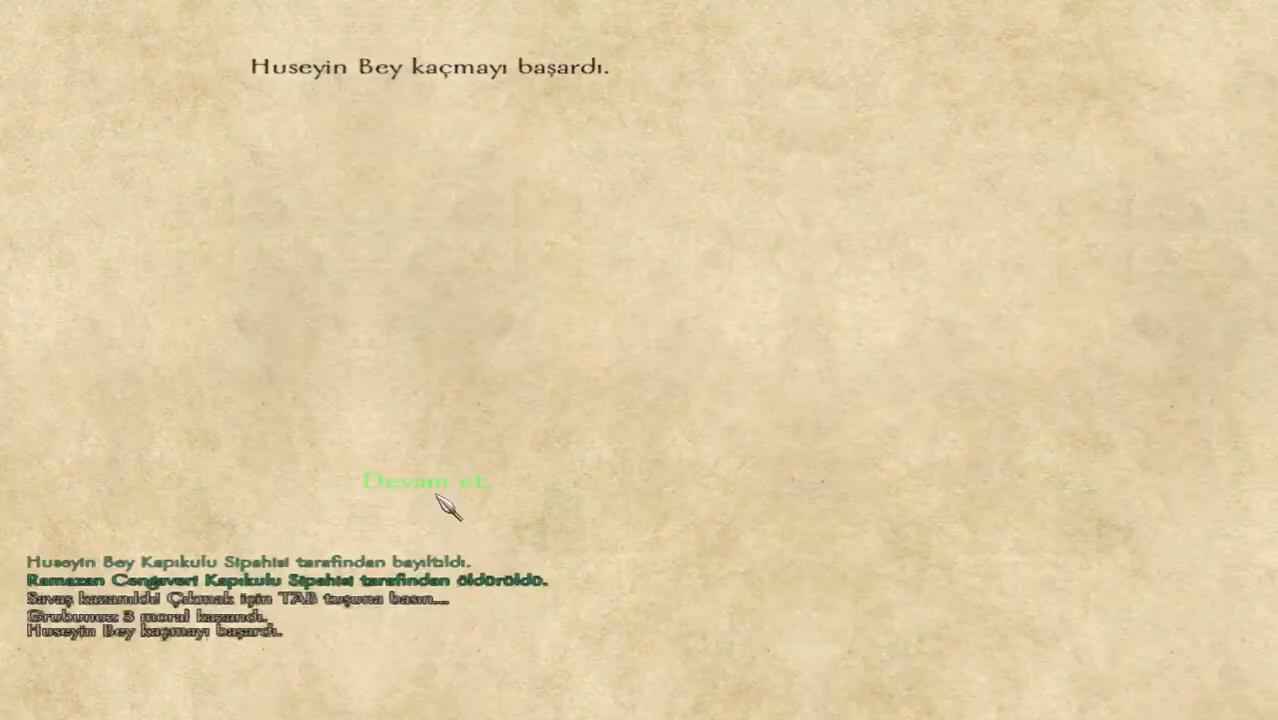 Huseyin Bey kaçmayı başardı.
Devam et.
Huseyin Bey Kapıkulu Sipahisi tarafından bayıltıldı.
Ramazan Cengaveri Kapıkulu Sipahisi tarafından öldürüldü.
Savaş kazanıldı! Çıkmak için TAB tuşuna basın...
Grubunuz 3 moral kazandı.
Huseyin Bey kaçmayı başardı.